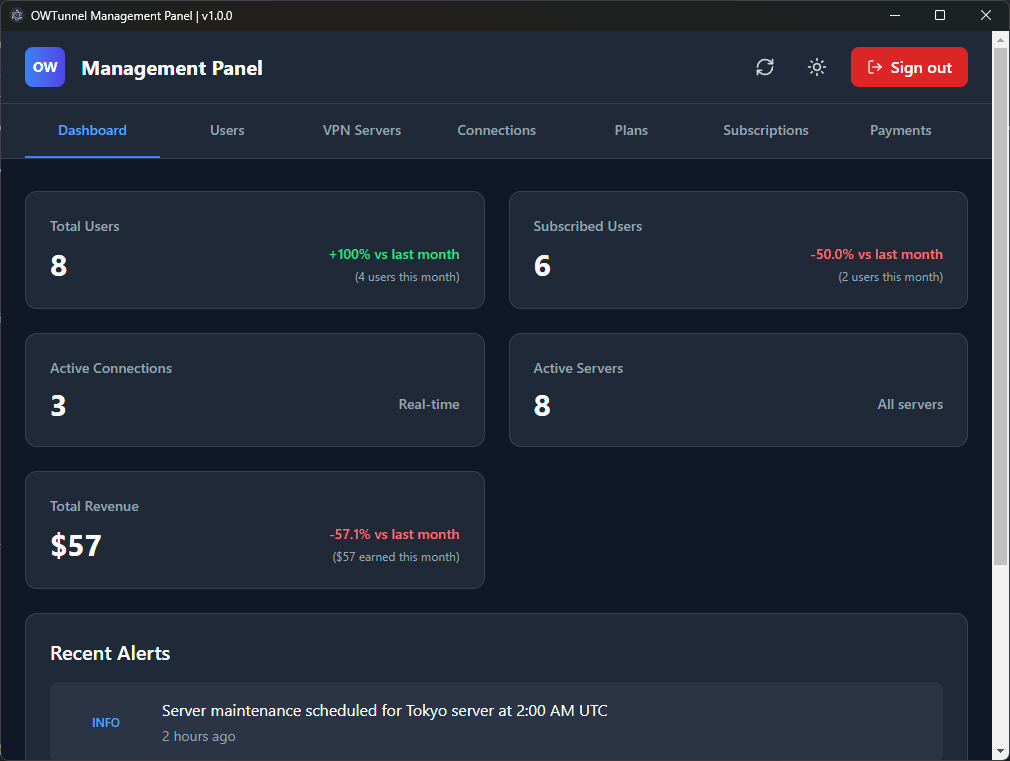 OWTunnel Management Panel | v1.0.0
OW
Management Panel
Sign out
Dashboard
Users
VPN Servers
Connections
Plans
Subscriptions
Payments
Total Users
8
+100% vs last month
(4 users this month)
Subscribed Users
6
-50.0% vs last month
(2 users this month)
Active Connections
3
Real-time
Active Servers
8
All servers
Total Revenue
$57
-57.1% vs last month
($57 earned this month)
Recent Alerts
INFO
Server maintenance scheduled for Tokyo server at 2:00 AM UTC
2 hours ago